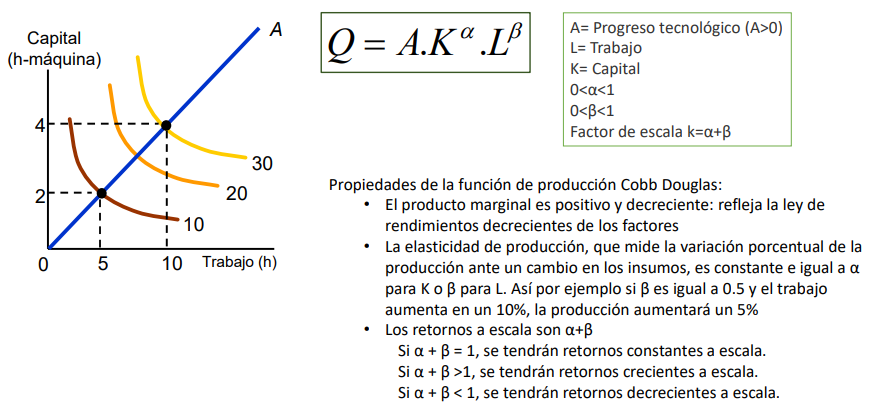 Capital
(h-máquina)
A
4
2
30
20
10
0
5
10
Trabajo (h)
Q = A.K^α.L^β
A= Progreso tecnológico (A>0)
L= Trabajo
K= Capital
0<α<1
0<β<1
Factor de escala k=α+β
Propiedades de la función de producción Cobb Douglas:
• El producto marginal es positivo y decreciente: refleja la ley de
rendimientos decrecientes de los factores
• La elasticidad de producción, que mide la variación porcentual de la
producción ante un cambio en los insumos, es constante e igual a α
para K o β para L. Así por ejemplo si β es igual a 0.5 y el trabajo
aumenta en un 10%, la producción aumentará un 5%
• Los retornos a escala son α+β
Si α + β = 1, se tendrán retornos constantes a escala.
Si α + β >1, se tendrán retornos crecientes a escala.
Si α + β < 1, se tendrán retornos decrecientes a escala.